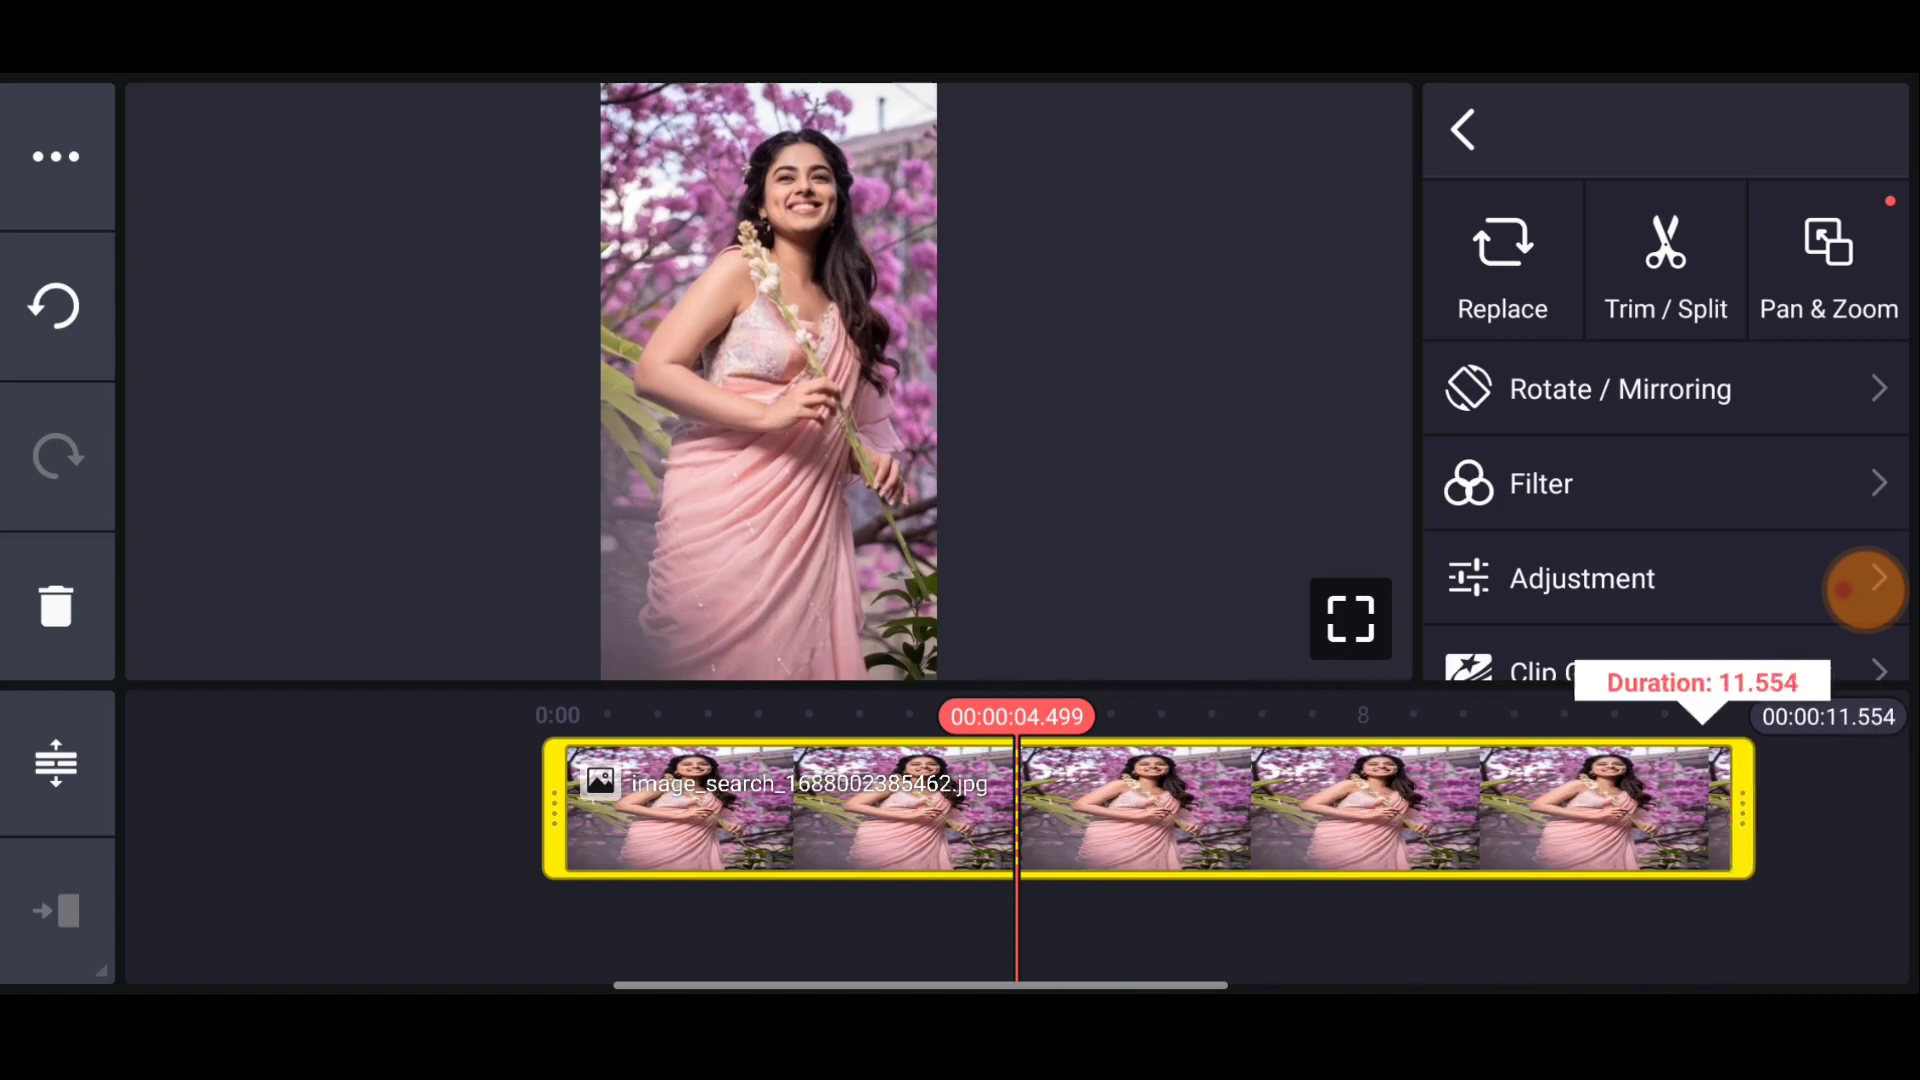 Replace
Trim / Split
Pan & Zoom
Rotate / Mirroring
Filter
Adjustment
Clip
Duration: 11.554
0:00
00:00:04.499
8
00:00:11.554
image_search_1688002385462.jpg